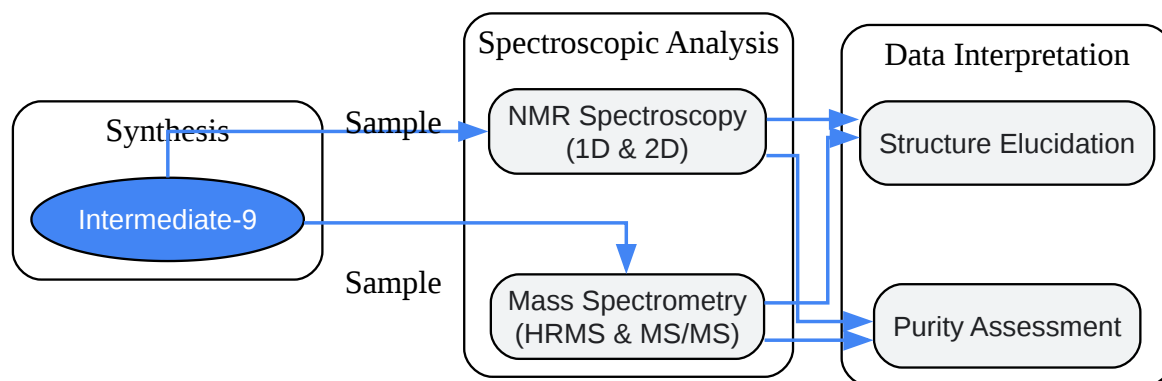 Synthesis
Intermediate-9
Sample
Sample
Spectroscopic Analysis
NMR Spectroscopy
(1D & 2D)
Mass Spectrometry
(HRMS & MS/MS)
Data Interpretation
Structure Elucidation
Purity Assessment